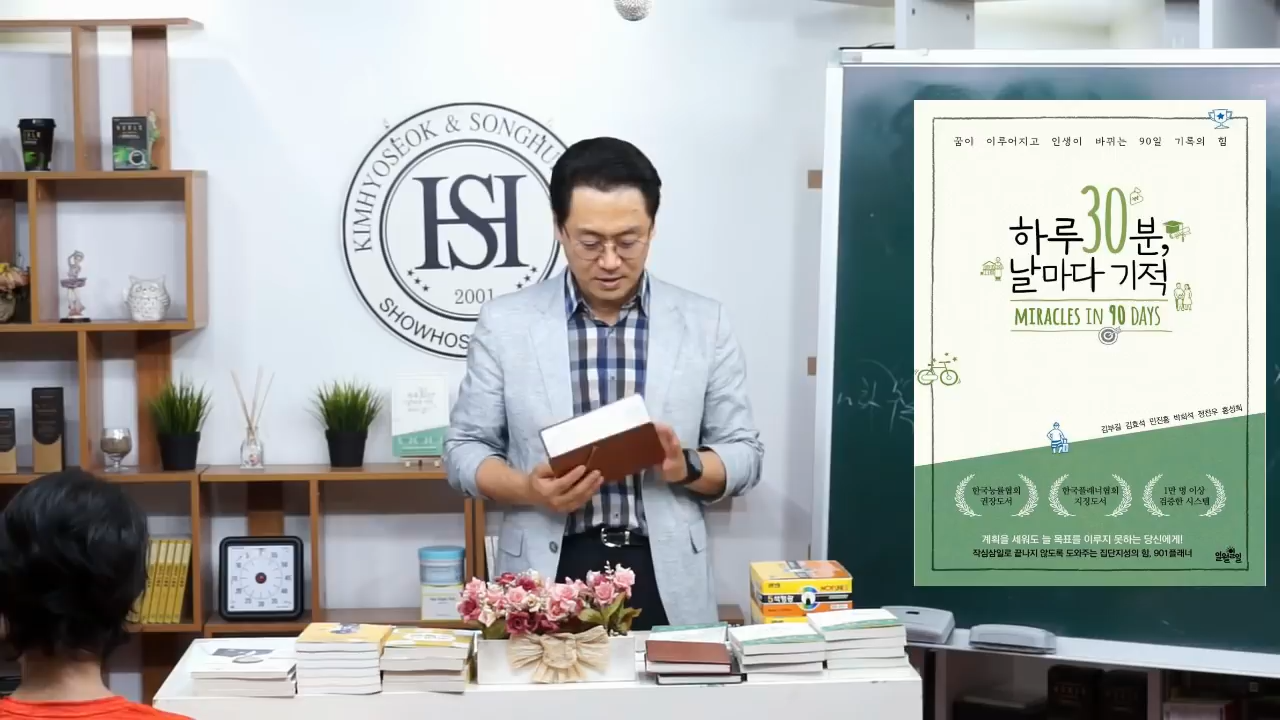 KIMHYOSEOK & SONGHU
HSH
2001
SHOWHOS
꿈이 이루어지고 인생이 바뀌는 90일 기록의 힘
하루 30분,
날마다 기적
MIRACLES IN 90 DAYS
김부길 김효석 민진홍 박희석 정찬우 홍성희
한국능률협회
권장도서
한국플래너협회
지정도서
1만 명 이상
검증한 시스템
계획을 세워도 늘 목표를 이루지 못하는 당신에게!
작심삼일로 끝나지 않도록 도와주는 집단지성의 힘, 901플래너
일월일일